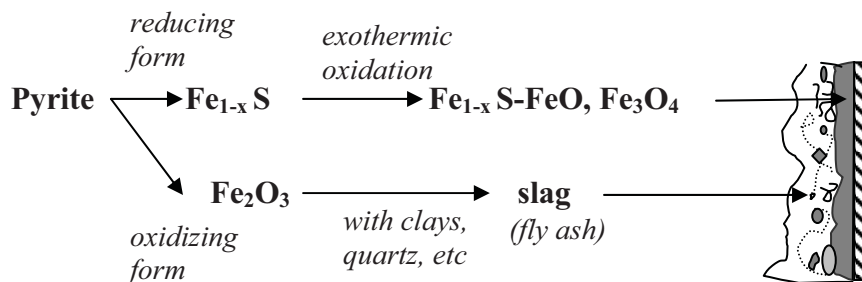 reducing
form
exothermic
oxidation
Pyrite
Fe₁₋ₓ S
Fe₁₋ₓ S-FeO, Fe₃O₄
Fe₂O₃
slag
oxidizing
form
with clays,
quartz, etc
(fly ash)